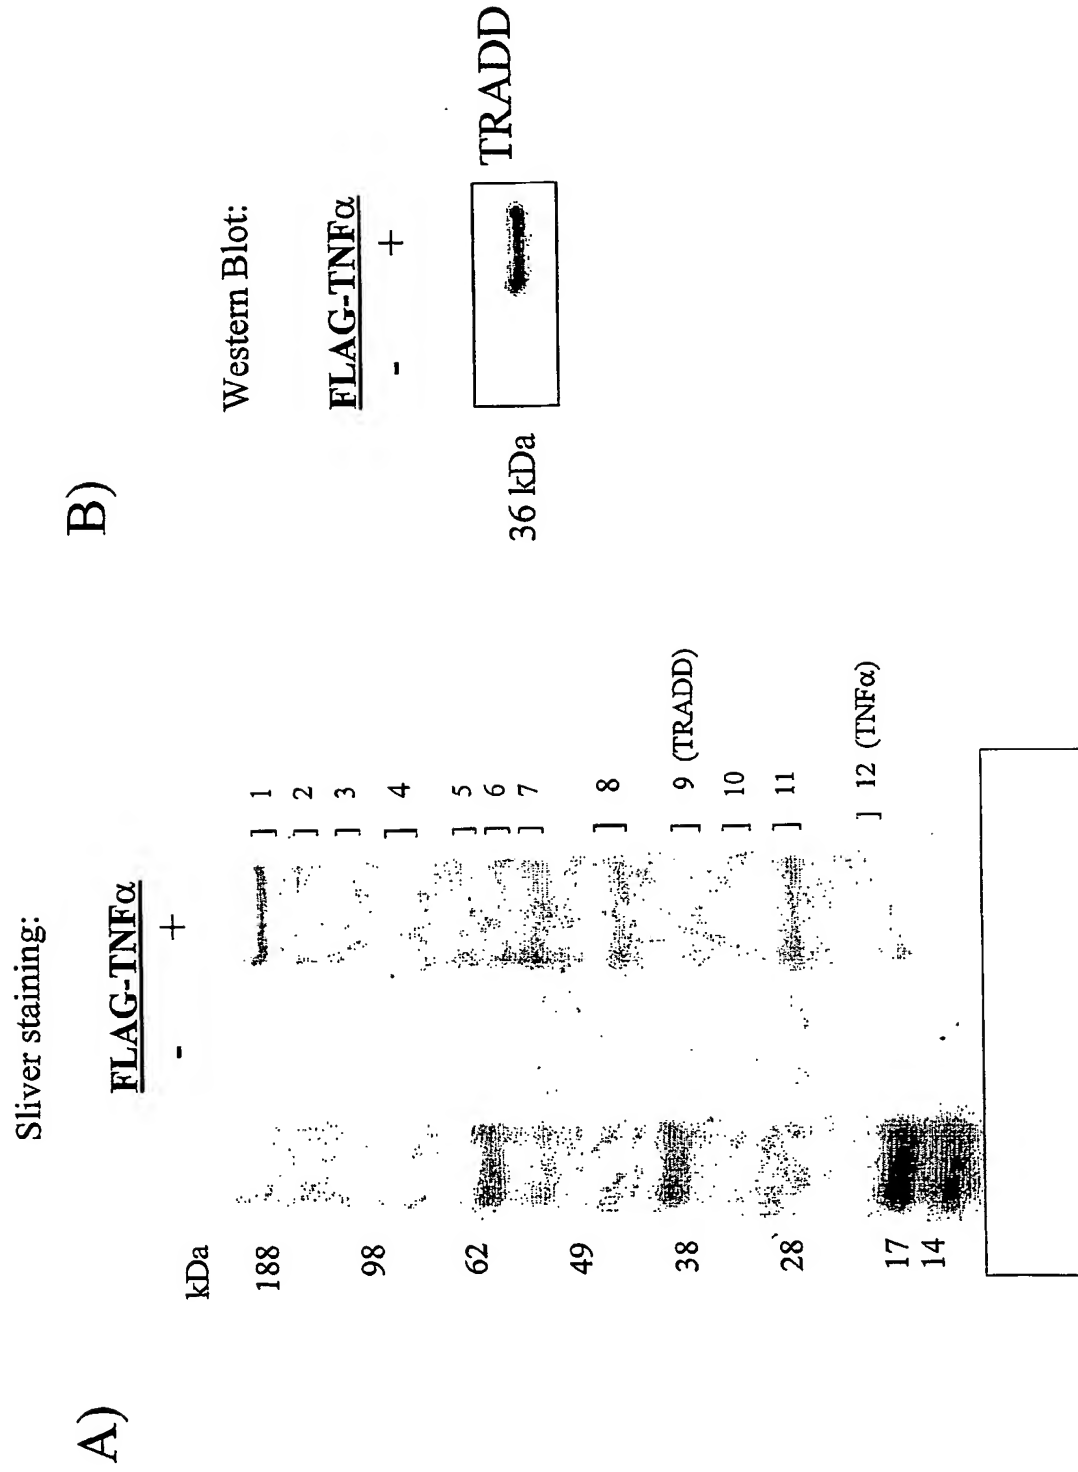 A)
Sliver staining:
FLAG-TNFα
- +
kDa
188
98
62
49
38
28
17
14
] 1
] 2
] 3
] 4
] 5
] 6
] 7
] 8
] 9 (TRADD)
] 10
] 11
] 12 (TNFα)
B)
Western Blot:
FLAG-TNFα
- +
36 kDa
TRADD